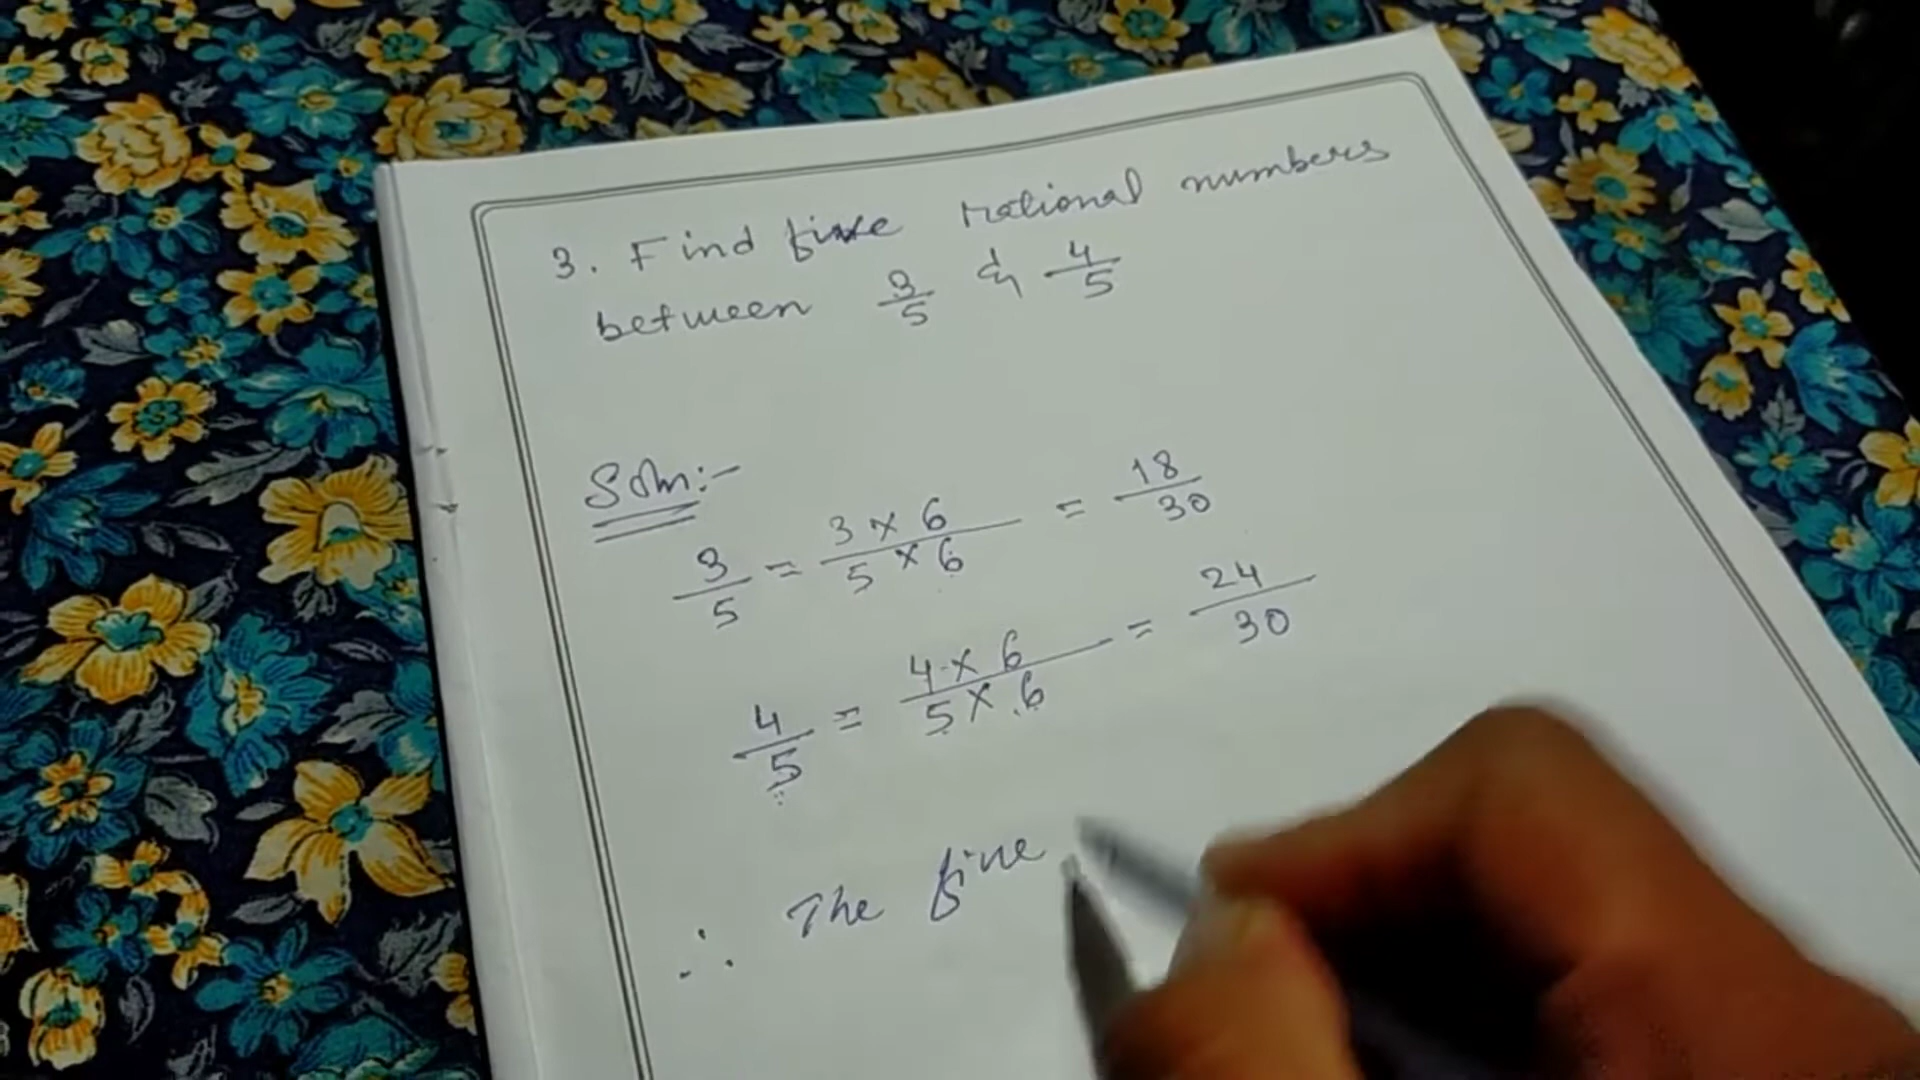 3. Find five rational numbers
between 3/5 & 4/5
Soln:-
3/5 = 3 × 6 / 5 × 6 = 18/30
4/5 = 4 × 6 / 5 × 6 = 24/30
∴ The five